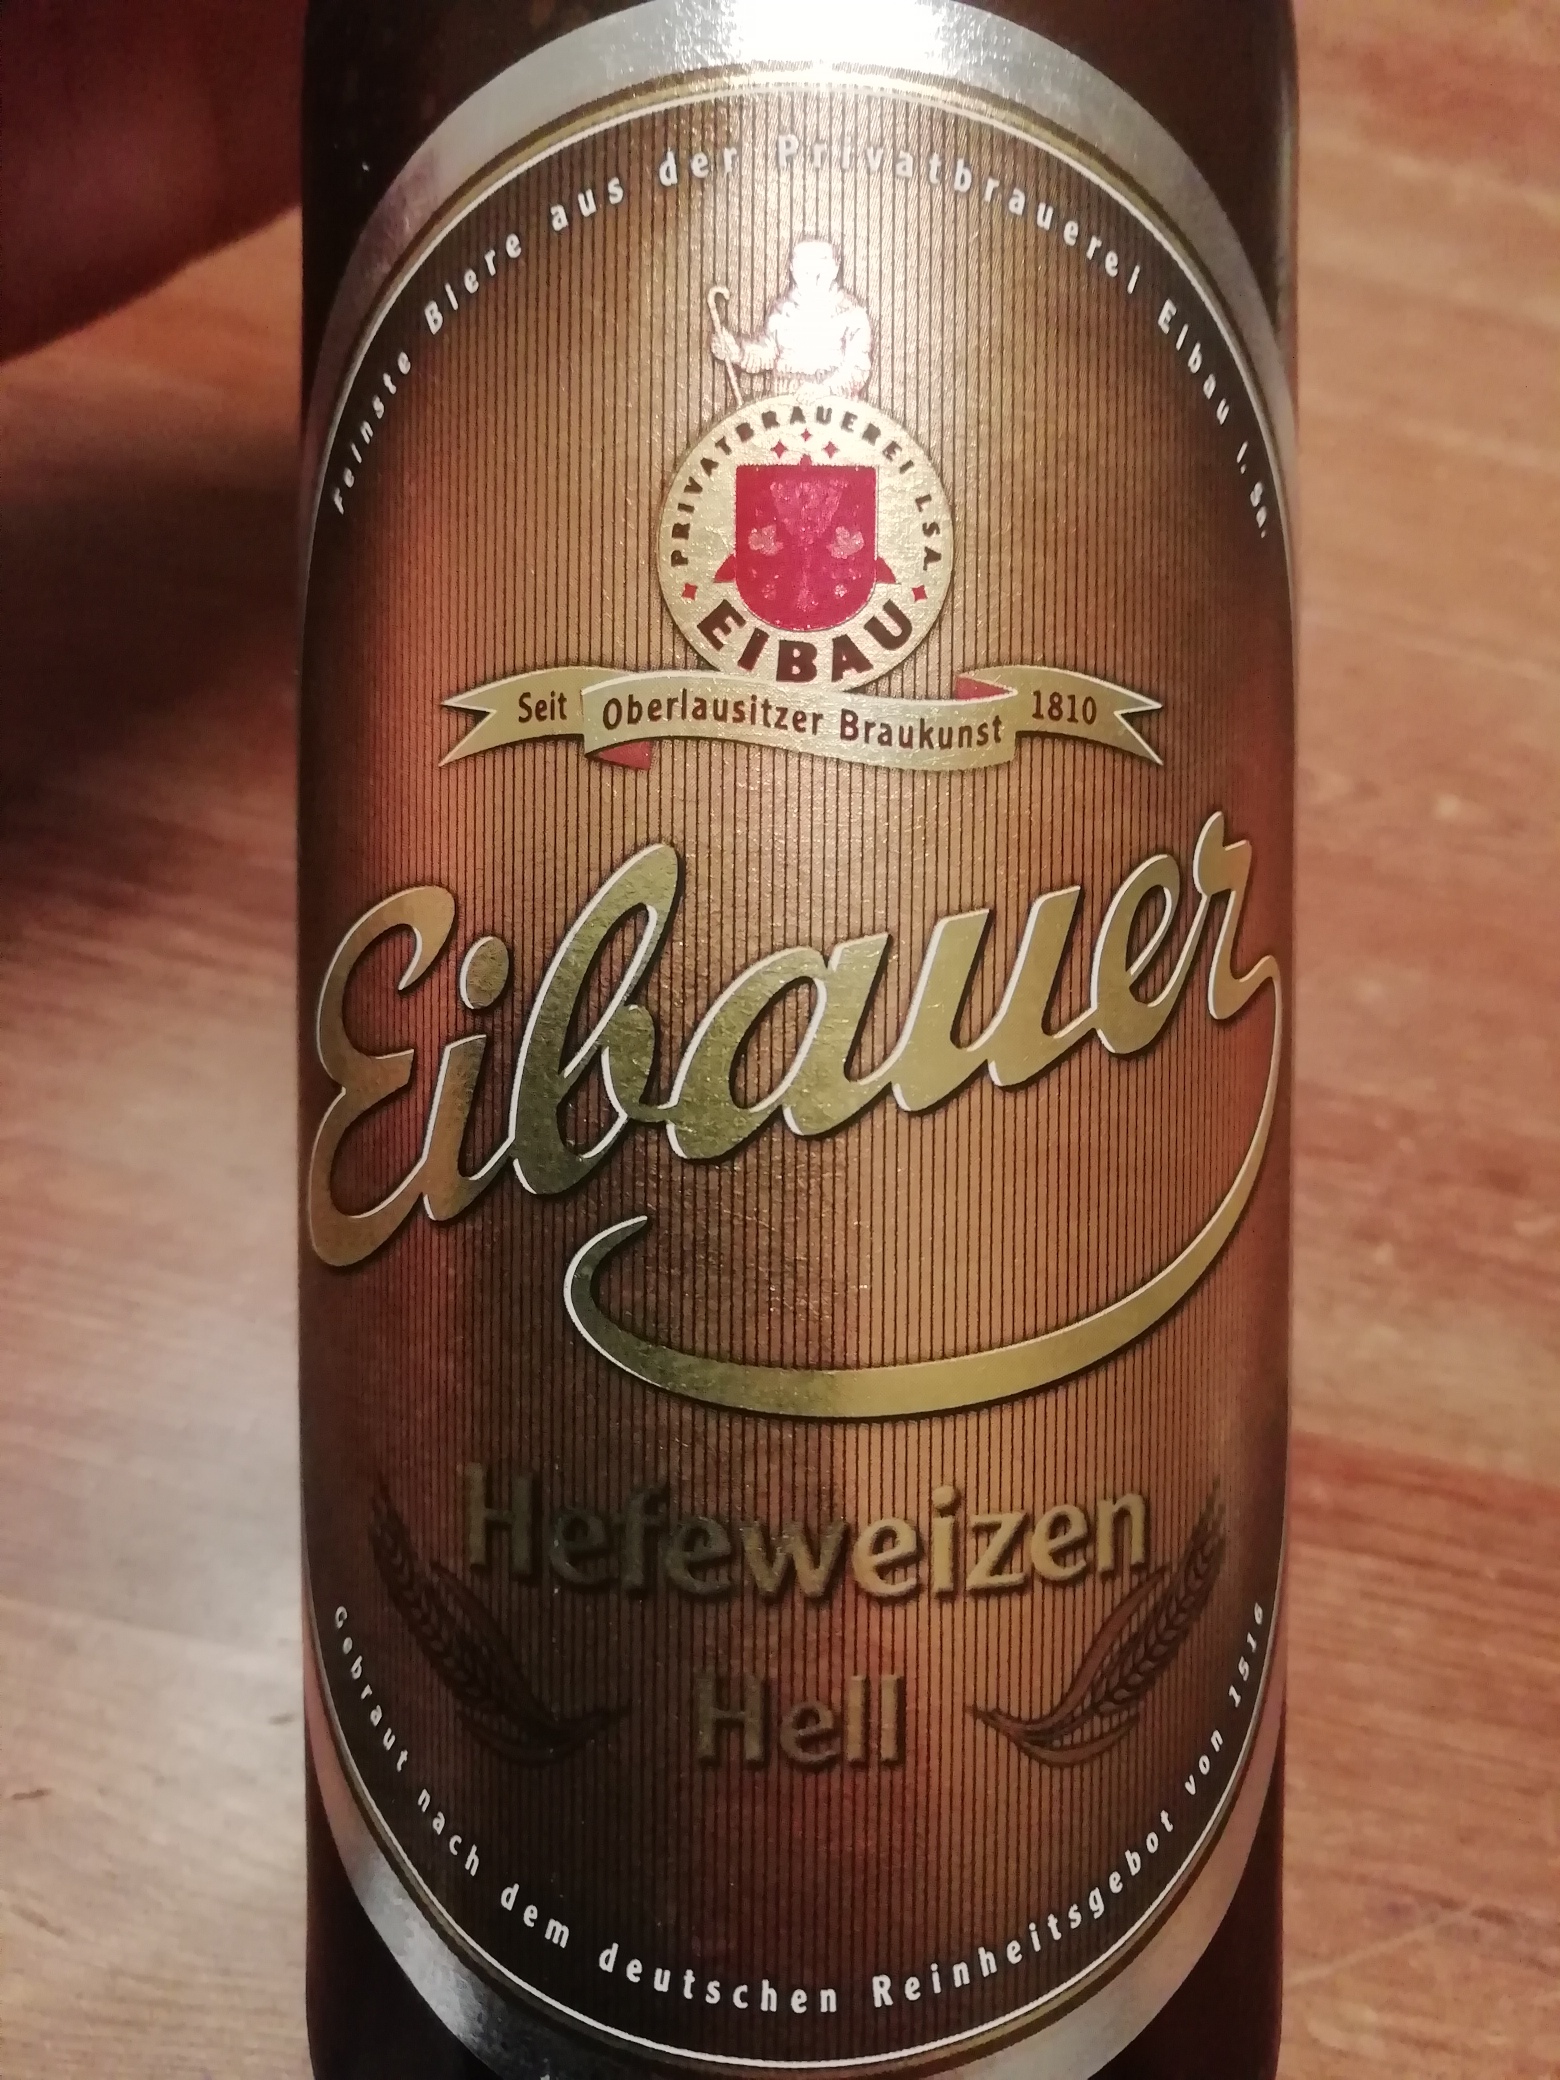 Feinste Biere aus der Privatbrauerei Eibau i. Sa.
PRIVATBRAUEREI I.SA.
EIBAU
Seit Oberlausitzer Braukunst 1810
Eibauer
Hefeweizen
Hell
Gebraut nach dem deutschen Reinheitsgebot von 1516